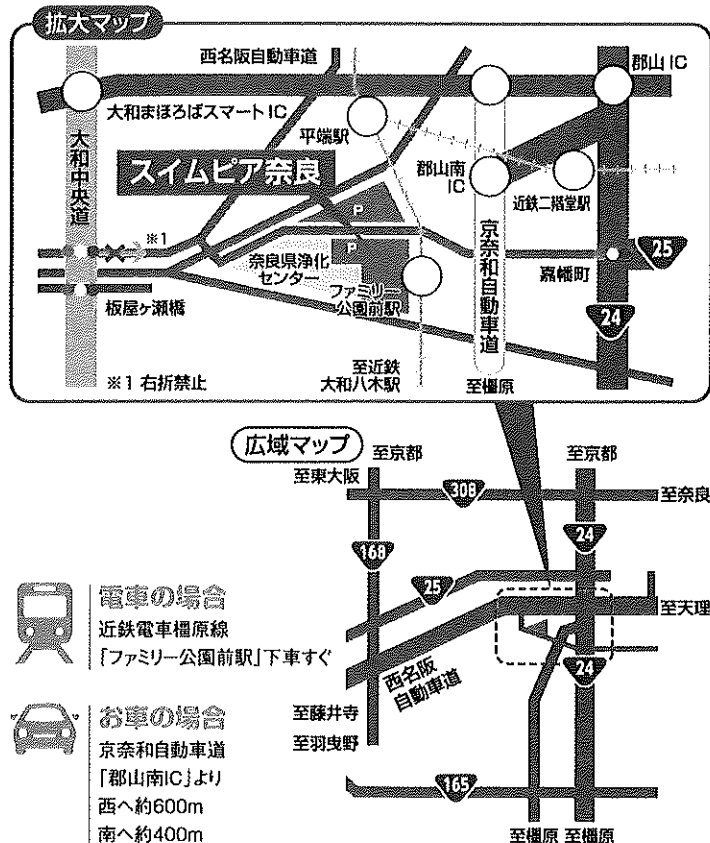 拡大マップ
西名阪自動車道
郡山IC
大和まほろばスマートIC
平端駅
大和中央道
スイムピア奈良
郡山南
IC
近鉄二階堂駅
P
※1
P
京奈和自動車道
25
奈良県浄化
センター
嘉幡町
ファミリー
公園前駅
板屋ヶ瀬橋
24
※1 右折禁止
至近鉄
大和八木駅
至橿原
広域マップ
至京都
至京都
至東大阪
308
至奈良
24
168
25
至天理
電車の場合
近鉄電車橿原線
「ファミリー公園前駅」下車すぐ
西名阪
自動車道
24
お車の場合
京奈和自動車道
「郡山南IC」より
西へ約600m
南へ約400m
至藤井寺
至羽曳野
165
至橿原
至橿原